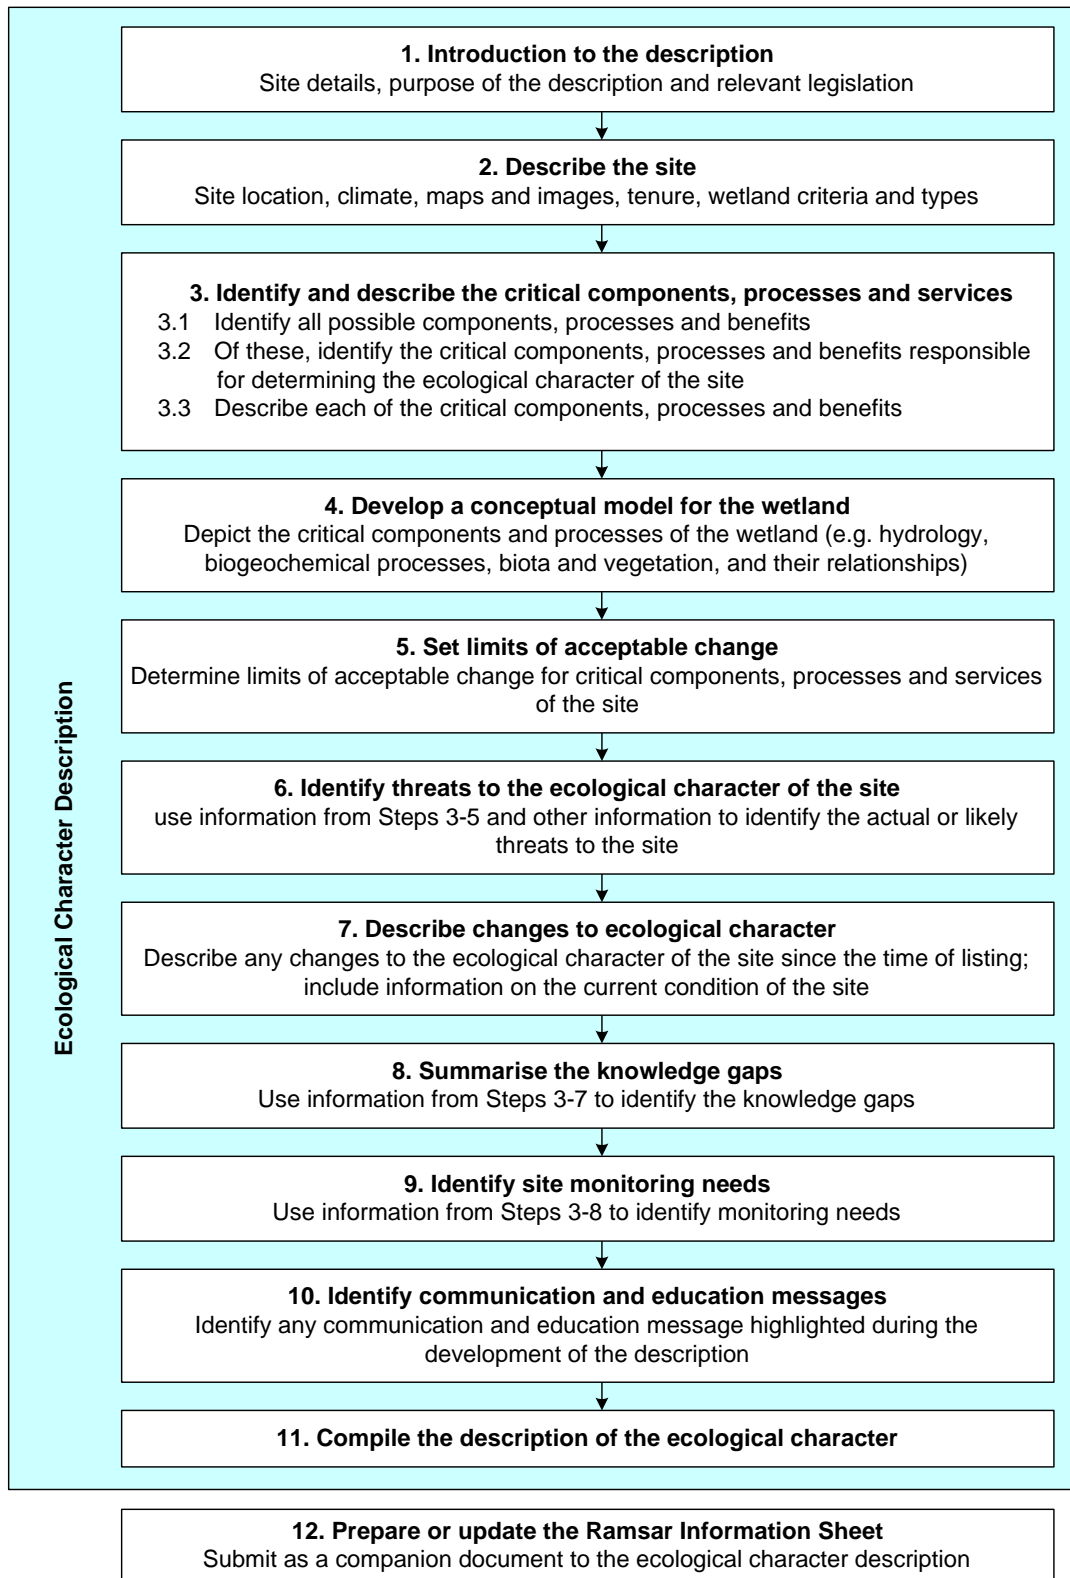 Ecological Character Description
1. Introduction to the description
Site details, purpose of the description and relevant legislation
2. Describe the site
Site location, climate, maps and images, tenure, wetland criteria and types
3. Identify and describe the critical components, processes and services
3.1 Identify all possible components, processes and benefits
3.2 Of these, identify the critical components, processes and benefits responsible
for determining the ecological character of the site
3.3 Describe each of the critical components, processes and benefits
4. Develop a conceptual model for the wetland
Depict the critical components and processes of the wetland (e.g. hydrology,
biogeochemical processes, biota and vegetation, and their relationships)
5. Set limits of acceptable change
Determine limits of acceptable change for critical components, processes and services
of the site
6. Identify threats to the ecological character of the site
use information from Steps 3-5 and other information to identify the actual or likely
threats to the site
7. Describe changes to ecological character
Describe any changes to the ecological character of the site since the time of listing;
include information on the current condition of the site
8. Summarise the knowledge gaps
Use information from Steps 3-7 to identify the knowledge gaps
9. Identify site monitoring needs
Use information from Steps 3-8 to identify monitoring needs
10. Identify communication and education messages
Identify any communication and education message highlighted during the
development of the description
11. Compile the description of the ecological character
12. Prepare or update the Ramsar Information Sheet
Submit as a companion document to the ecological character description